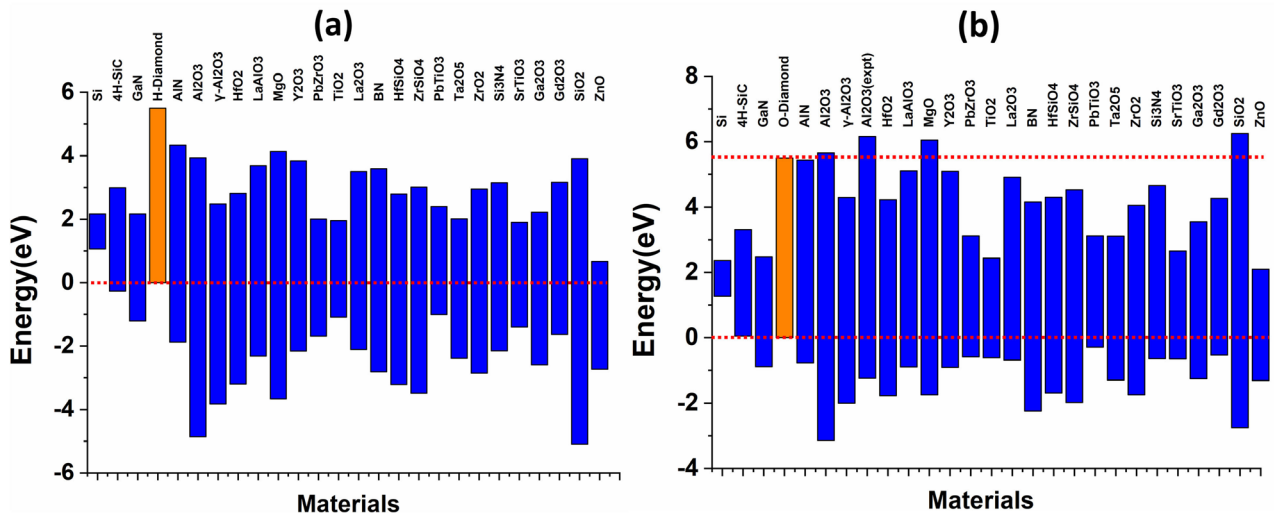 (a)
Si
4H-SiC
GaN
H-Diamond
AlN
Al2O3
γ-Al2O3
HfO2
LaAlO3
MgO
Y2O3
PbZrO3
TiO2
La2O3
BN
HfSiO4
ZrSiO4
PbTiO3
Ta2O5
ZrO2
Si3N4
SrTiO3
Ga2O3
Gd2O3
SiO2
ZnO
6
4
2
0
-2
-4
-6
Energy(eV)
Materials
(b)
Si
4H-SiC
GaN
O-Diamond
AlN
Al2O3
γ-Al2O3
Al2O3(expt)
HfO2
LaAlO3
MgO
Y2O3
PbZrO3
TiO2
La2O3
BN
HfSiO4
ZrSiO4
PbTiO3
Ta2O5
ZrO2
Si3N4
SrTiO3
Ga2O3
Gd2O3
SiO2
ZnO
8
6
4
2
0
-2
-4
Energy(eV)
Materials